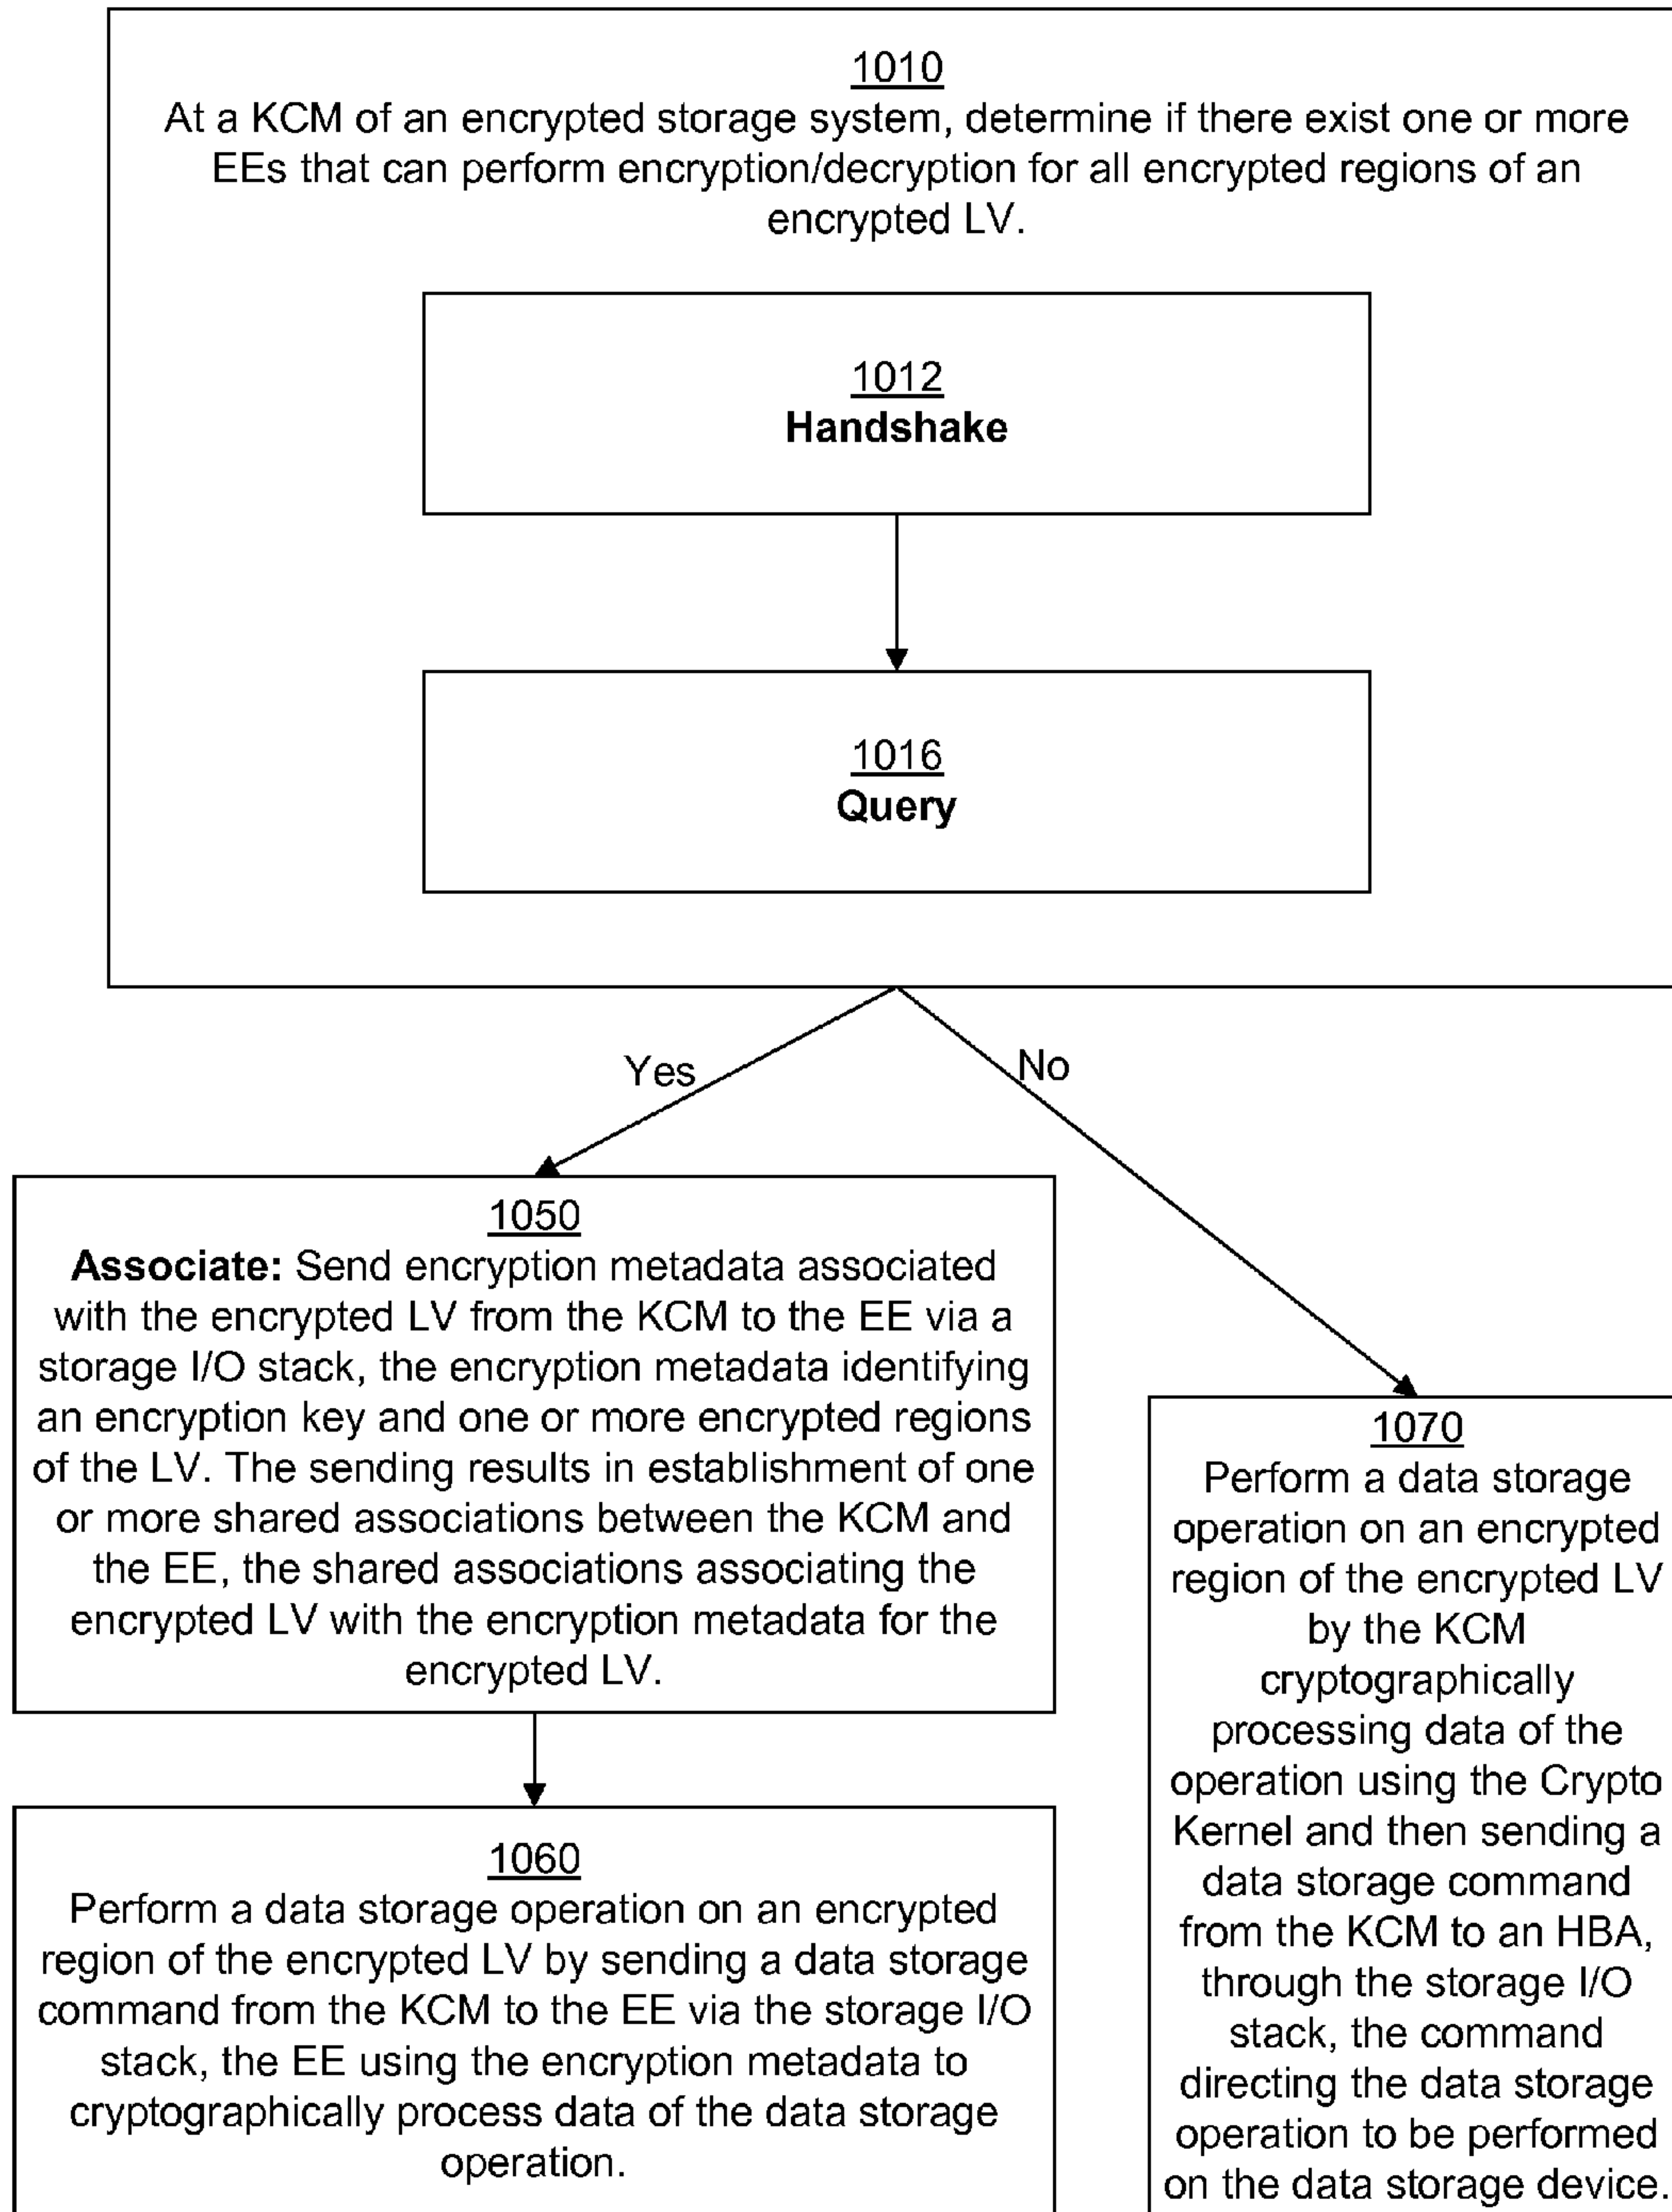 1010
At a KCM of an encrypted storage system, determine if there exist one or more
EEs that can perform encryption/decryption for all encrypted regions of an
encrypted LV.
1012
Handshake
1016
Query
Yes
No
1050
Associate: Send encryption metadata associated
with the encrypted LV from the KCM to the EE via a
storage I/O stack, the encryption metadata identifying
an encryption key and one or more encrypted regions
of the LV. The sending results in establishment of one
or more shared associations between the KCM and
the EE, the shared associations associating the
encrypted LV with the encryption metadata for the
encrypted LV.
1060
Perform a data storage operation on an encrypted
region of the encrypted LV by sending a data storage
command from the KCM to the EE via the storage I/O
stack, the EE using the encryption metadata to
cryptographically process data of the data storage
operation.
1070
Perform a data storage
operation on an encrypted
region of the encrypted LV
by the KCM
cryptographically
processing data of the
operation using the Crypto
Kernel and then sending a
data storage command
from the KCM to an HBA,
through the storage I/O
stack, the command
directing the data storage
operation to be performed
on the data storage device.